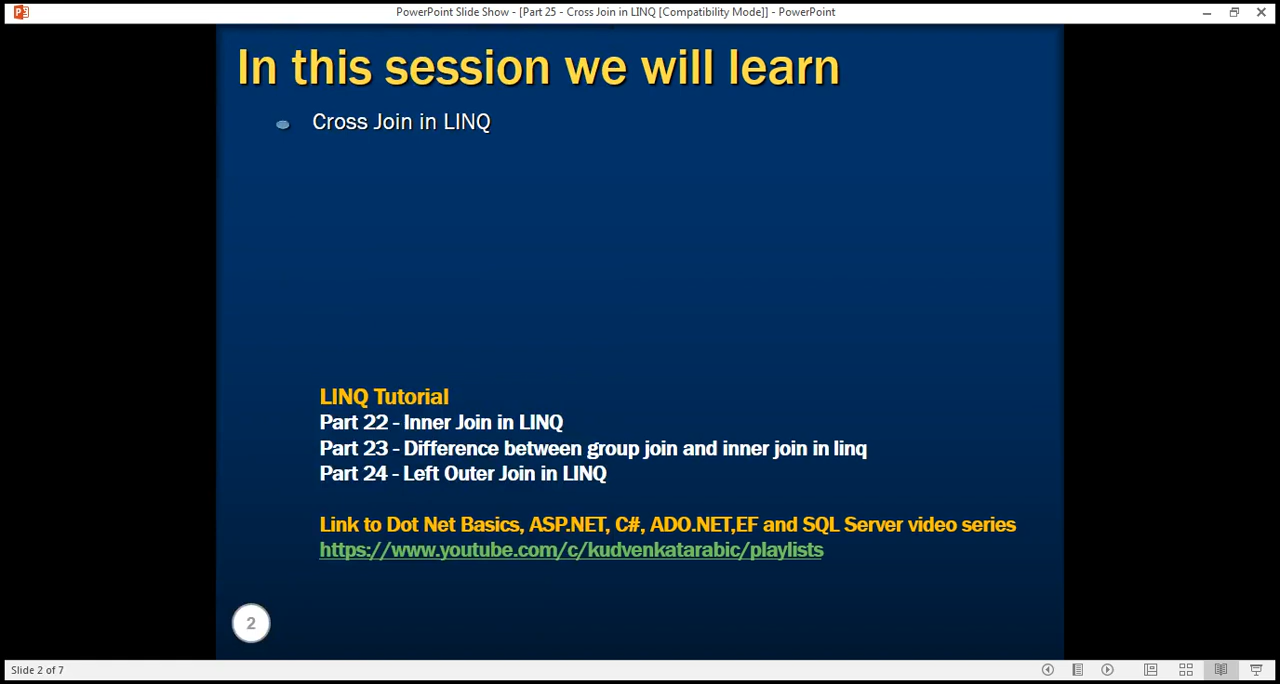 PowerPoint Slide Show - [Part 25 - Cross Join in LINQ [Compatibility Mode]] - PowerPoint
In this session we will learn
Cross Join in LINQ
LINQ Tutorial
Part 22 - Inner Join in LINQ
Part 23 - Difference between group join and inner join in linq
Part 24 - Left Outer Join in LINQ
Link to Dot Net Basics, ASP.NET, C#, ADO.NET,EF and SQL Server video series
https://www.youtube.com/c/kudvenkatarabic/playlists
2
Slide 2 of 7